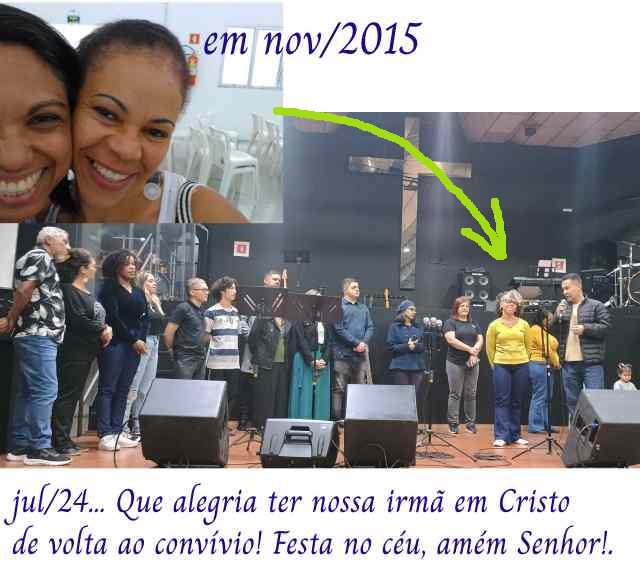 em nov/2015
jul/24... Que alegria ter nossa irmã em Cristo
de volta ao convívio! Festa no céu, amém Senhor!.